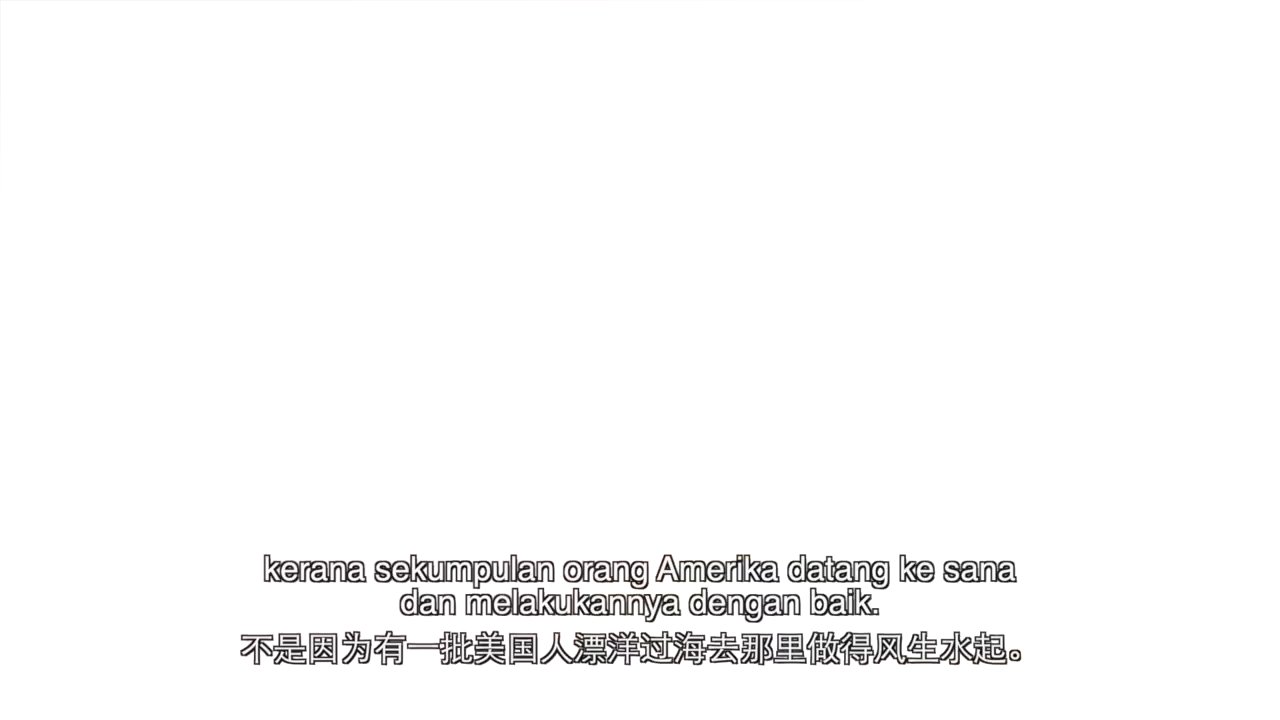 kerana sekumpulan orang Amerika datang ke sana
dan melakukannya dengan baik.
不是因为有一批美国人漂洋过海去那里做得风生水起。